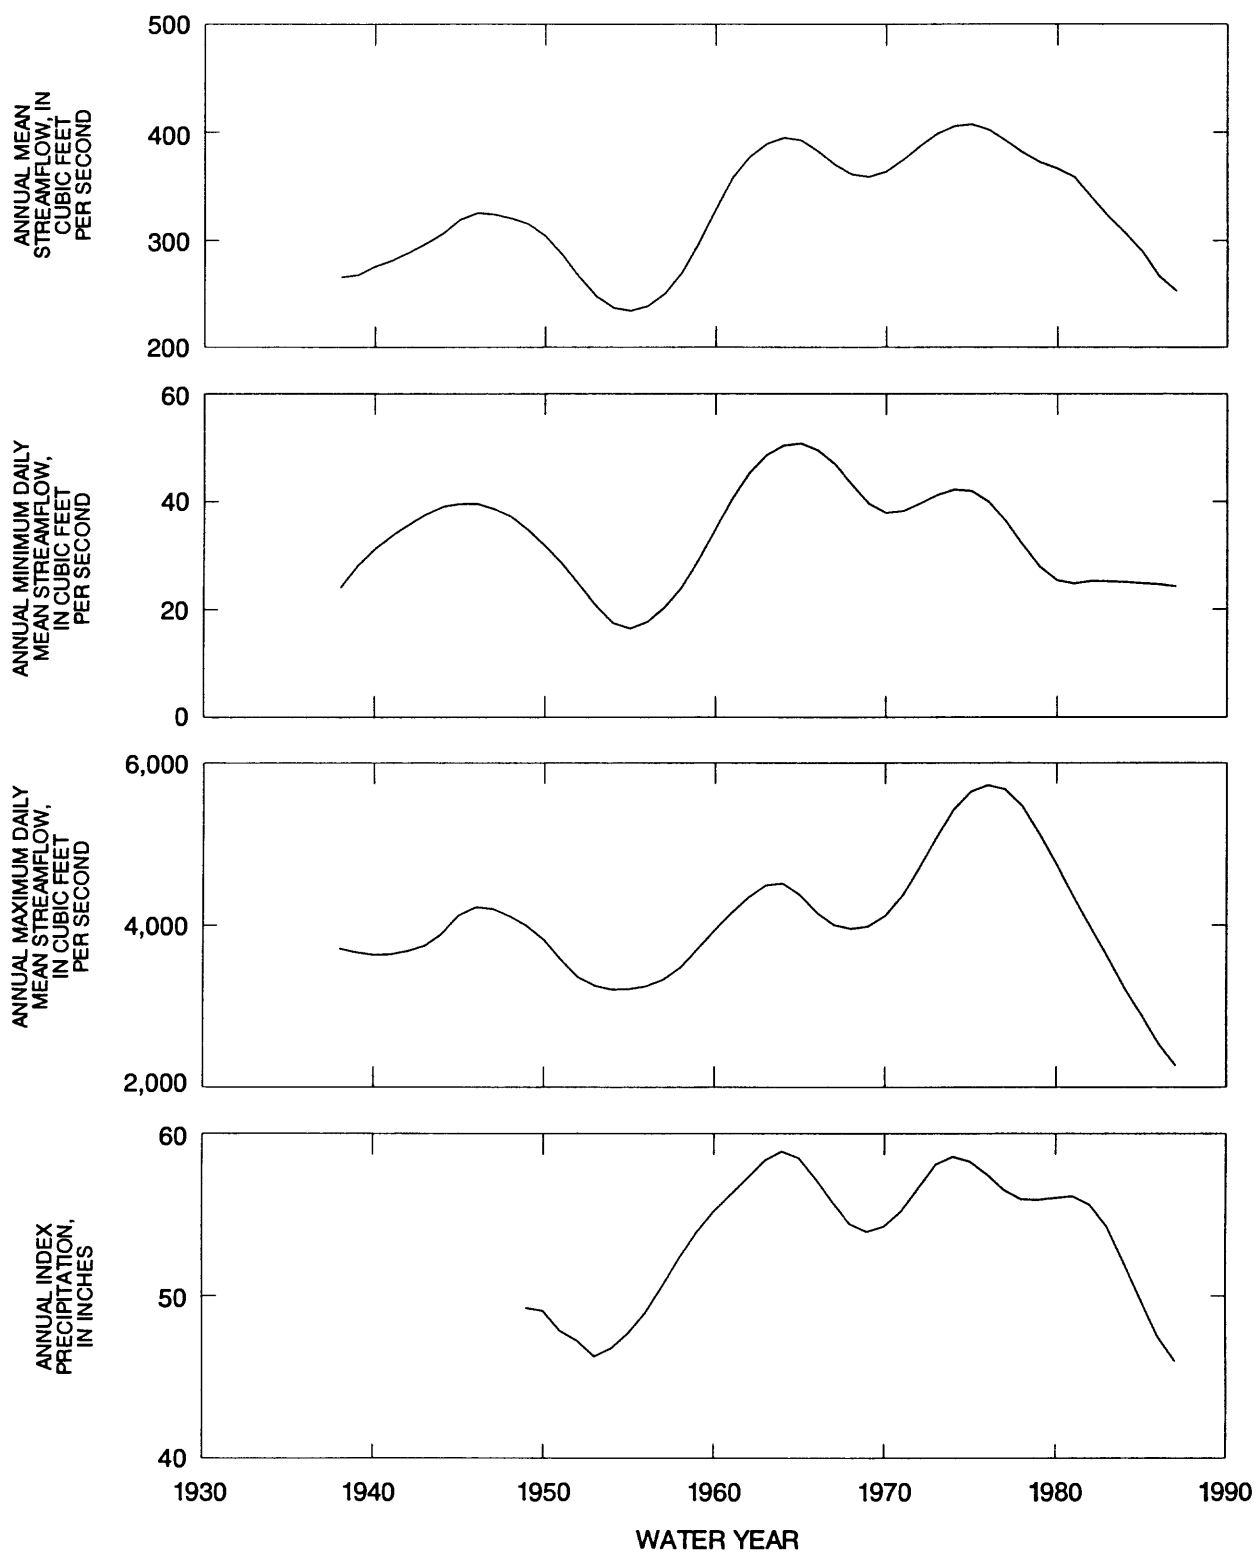 ANNUAL MEAN
STREAMFLOW, IN
CUBIC FEET
PER SECOND
500
400
300
200
ANNUAL MINIMUM DAILY
MEAN STREAMFLOW,
IN CUBIC FEET
PER SECOND
60
40
20
0
ANNUAL MAXIMUM DAILY
MEAN STREAMFLOW,
IN CUBIC FEET
PER SECOND
6,000
4,000
2,000
ANNUAL INDEX
PRECIPITATION,
IN INCHES
60
50
40
1930 1940 1950 1960 1970 1980 1990
WATER YEAR